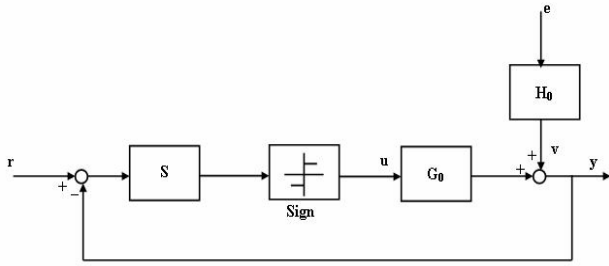 e
H₀
r
+
−
S
Sign
u
G₀
+
+
v
y